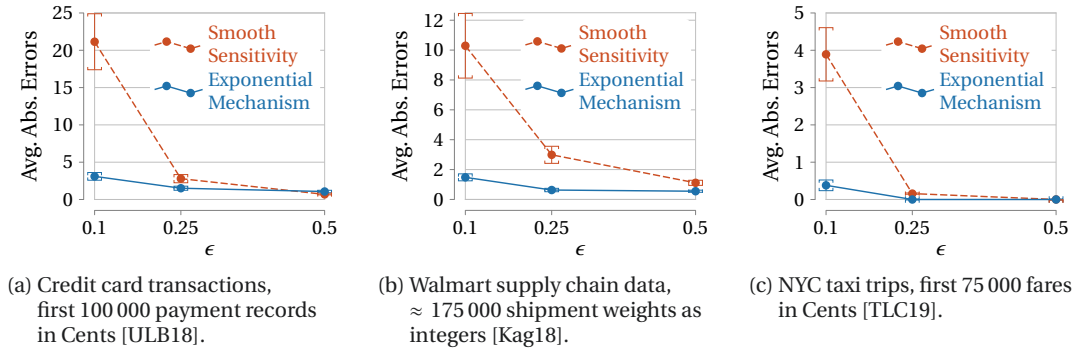 25
20
15
10
5
0
0.1
0.25
0.5
Avg. Abs. Errors
ϵ
Smooth
Sensitivity
Exponential
Mechanism
(a) Credit card transactions,
first 100 000 payment records
in Cents [ULB18].
12
10
8
6
4
2
0
0.1
0.25
0.5
Avg. Abs. Errors
ϵ
Smooth
Sensitivity
Exponential
Mechanism
(b) Walmart supply chain data,
≈ 175 000 shipment weights as
integers [Kag18].
5
4
3
2
1
0
0.1
0.25
0.5
Avg. Abs. Errors
ϵ
Smooth
Sensitivity
Exponential
Mechanism
(c) NYC taxi trips, first 75 000 fares
in Cents [TLC19].